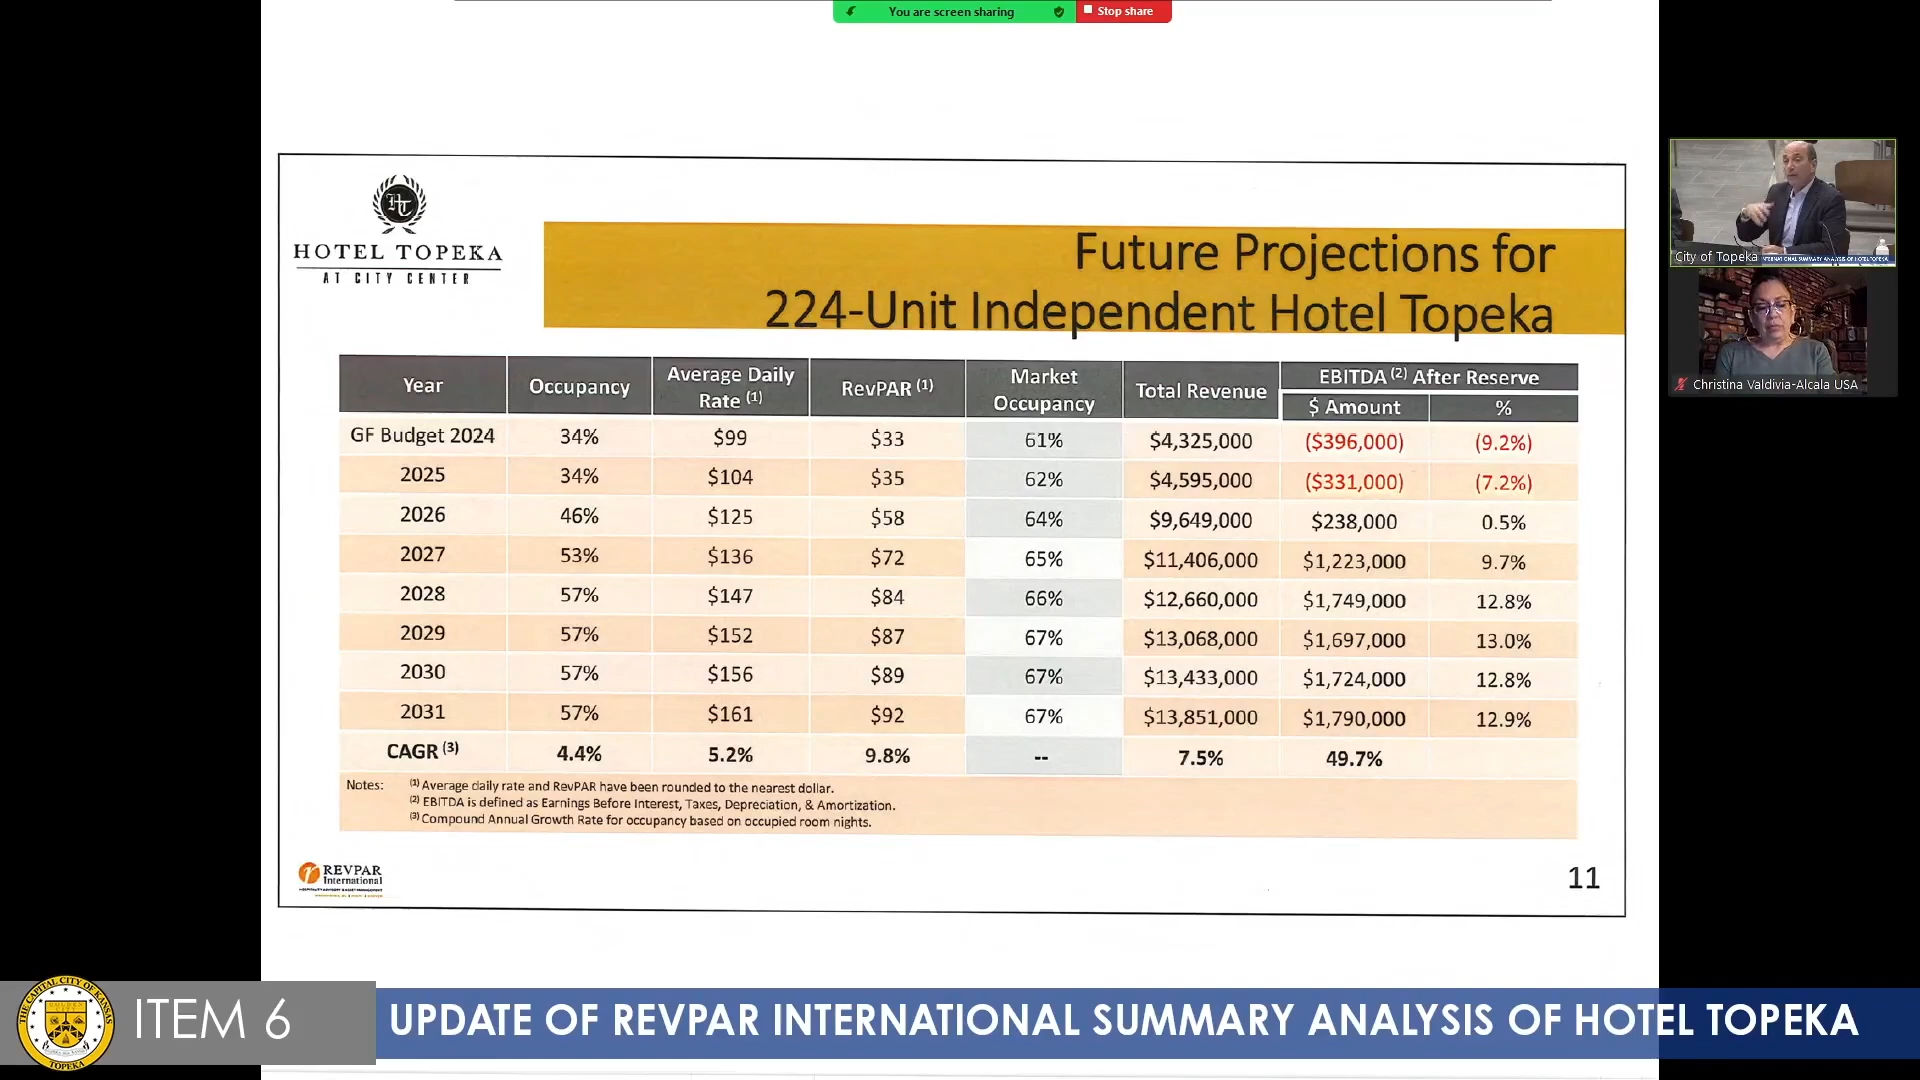 You are screen sharing
Stop share
HT
HOTEL TOPEKA
AT CITY CENTER
Future Projections for
224-Unit Independent Hotel Topeka
Year Occupancy Average Daily Rate (1) RevPAR (1) Market Occupancy Total Revenue EBITDA (2) After Reserve
$ Amount %
GF Budget 2024 34% $99 $33 61% $4,325,000 ($396,000) (9.2%)
2025 34% $104 $35 62% $4,595,000 ($331,000) (7.2%)
2026 46% $125 $58 64% $9,649,000 $238,000 0.5%
2027 53% $136 $72 65% $11,406,000 $1,223,000 9.7%
2028 57% $147 $84 66% $12,660,000 $1,749,000 12.8%
2029 57% $152 $87 67% $13,068,000 $1,697,000 13.0%
2030 57% $156 $89 67% $13,433,000 $1,724,000 12.8%
2031 57% $161 $92 67% $13,851,000 $1,790,000 12.9%
CAGR (3) 4.4% 5.2% 9.8% -- 7.5% 49.7%
Notes: (1) Average daily rate and RevPAR have been rounded to the nearest dollar.
(2) EBITDA is defined as Earnings Before Interest, Taxes, Depreciation, & Amortization.
(3) Compound Annual Growth Rate for occupancy based on occupied room nights.
REVPAR
International
11
City of Topeka
Christina Valdivia-Alcala USA
THE CAPITAL CITY OF KANSAS
TOPEKA
ITEM 6
UPDATE OF REVPAR INTERNATIONAL SUMMARY ANALYSIS OF HOTEL TOPEKA